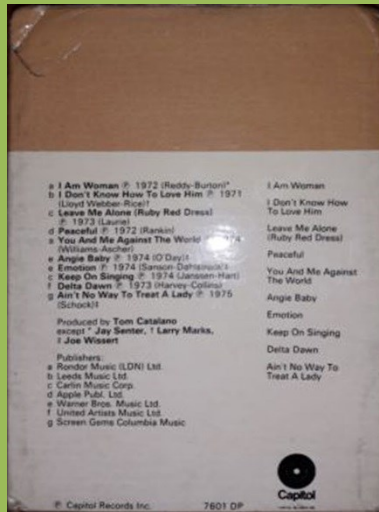 a I Am Woman ℗ 1972 (Reddy-Burton)*
b I Don't Know How To Love Him ℗ 1971
(Lloyd Webber-Rice)†
c Leave Me Alone (Ruby Red Dress)
℗ 1973 (Laurie)
d Peaceful ℗ 1972 (Rankin)
a You And Me Against The World
(Williams-Ascher)
e Angie Baby ℗ 1974 (O'Day)‡
e Emotion ℗ 1974
c Keep On Singing ℗ 1974 (Janssen-Hart)
f Delta Dawn ℗ 1973 (Harvey-Collins)
g Ain't No Way To Treat A Lady ℗ 1975
(Schock)‡
Produced by Tom Catalano
except * Jay Senter, † Larry Marks,
‡ Joe Wissert
Publishers:
a Rondor Music (LDN) Ltd.
b Leeds Music Ltd.
c Carlin Music Corp.
d Apple Publ. Ltd.
e Warner Bros. Music Ltd.
f United Artists Music Ltd.
g Screen Gems Columbia Music
℗ Capitol Records Inc. 7601 DP
I Am Woman
I Don't Know How
To Love Him
Leave Me Alone
(Ruby Red Dress)
Peaceful
You And Me Against
The World
Angie Baby
Emotion
Keep On Singing
Delta Dawn
Ain't No Way To
Treat A Lady
Capitol